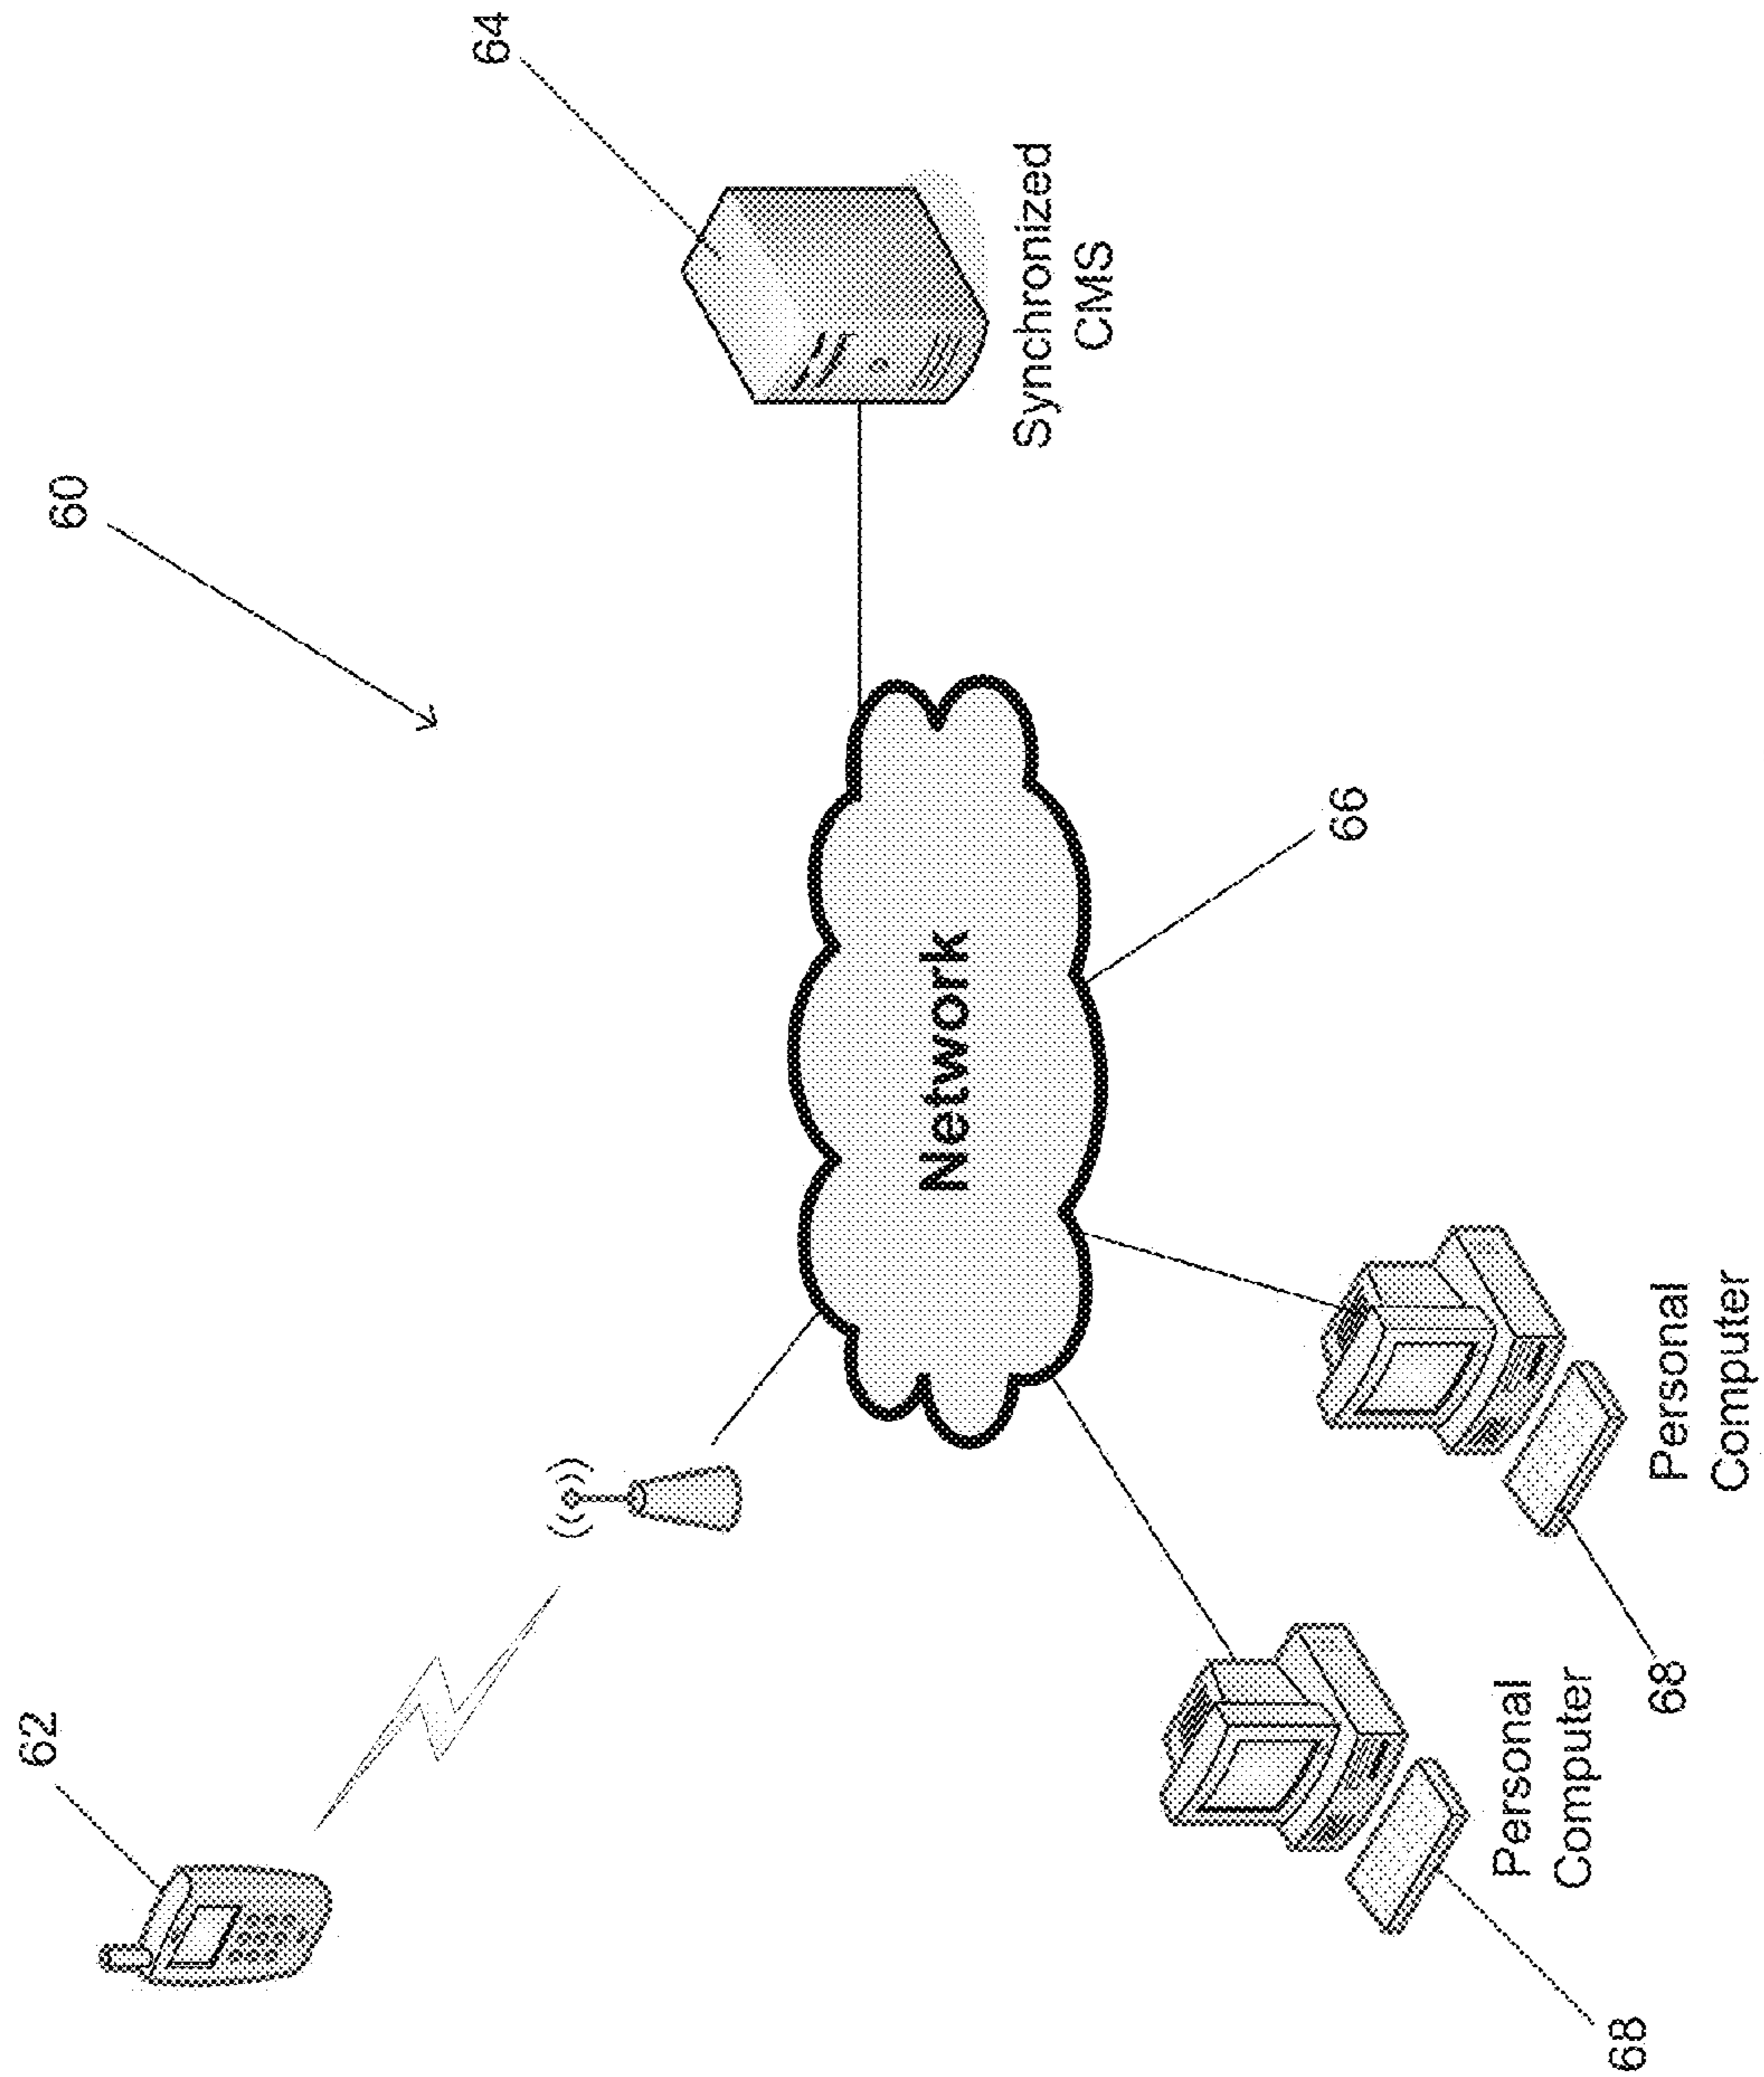 62
60
64
Synchronized
CMS
Network
66
Personal
Computer
68
Personal
Computer
68